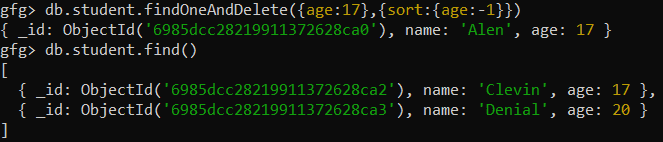 gfg> db.student.findOneAndDelete({age:17},{sort:{age:-1}})
{ _id: ObjectId('6985dcc28219911372628ca0'), name: 'Alen', age: 17 }
gfg> db.student.find()
[
  { _id: ObjectId('6985dcc28219911372628ca2'), name: 'Clevin', age: 17 },
  { _id: ObjectId('6985dcc28219911372628ca3'), name: 'Denial', age: 20 }
]